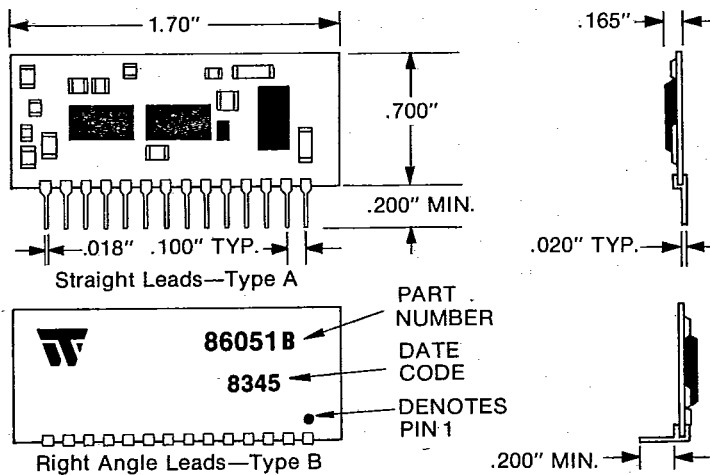 1.70"
.165"
.700"
.200" MIN.
.018" .100" TYP.
.020" TYP.
Straight Leads—Type A
PART
NUMBER
86051B
DATE
CODE
8345
DENOTES
PIN 1
Right Angle Leads—Type B
.200" MIN.